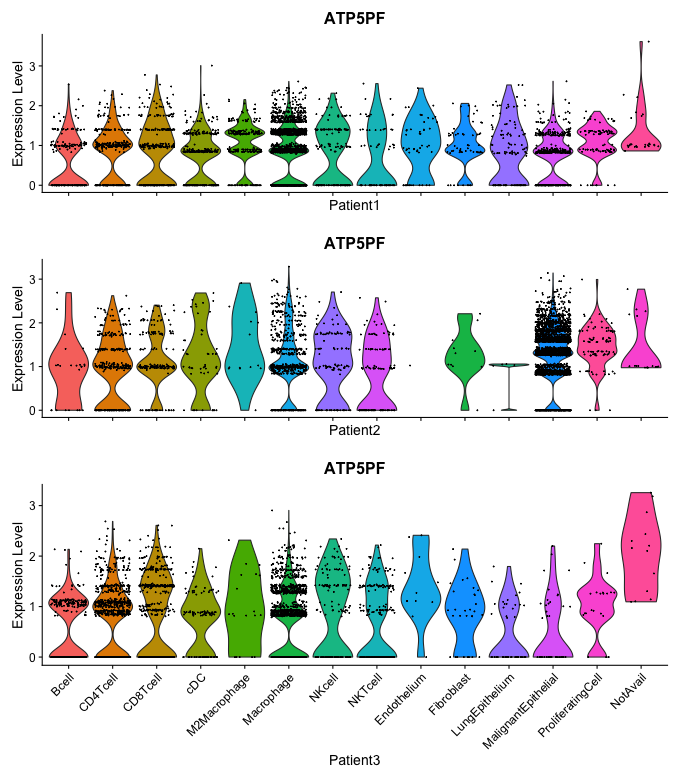 ATP5PF
Expression Level
3
2
1
0
Patient1
ATP5PF
Expression Level
3
2
1
0
Patient2
ATP5PF
Expression Level
3
2
1
0
Bcell
CD4Tcell
CD8Tcell
cDC
M2Macrophage
Macrophage
NKcell
NKTcell
Endothelium
Fibroblast
LungEpithelium
MalignantEpithelial
ProliferatingCell
NotAvail
Patient3